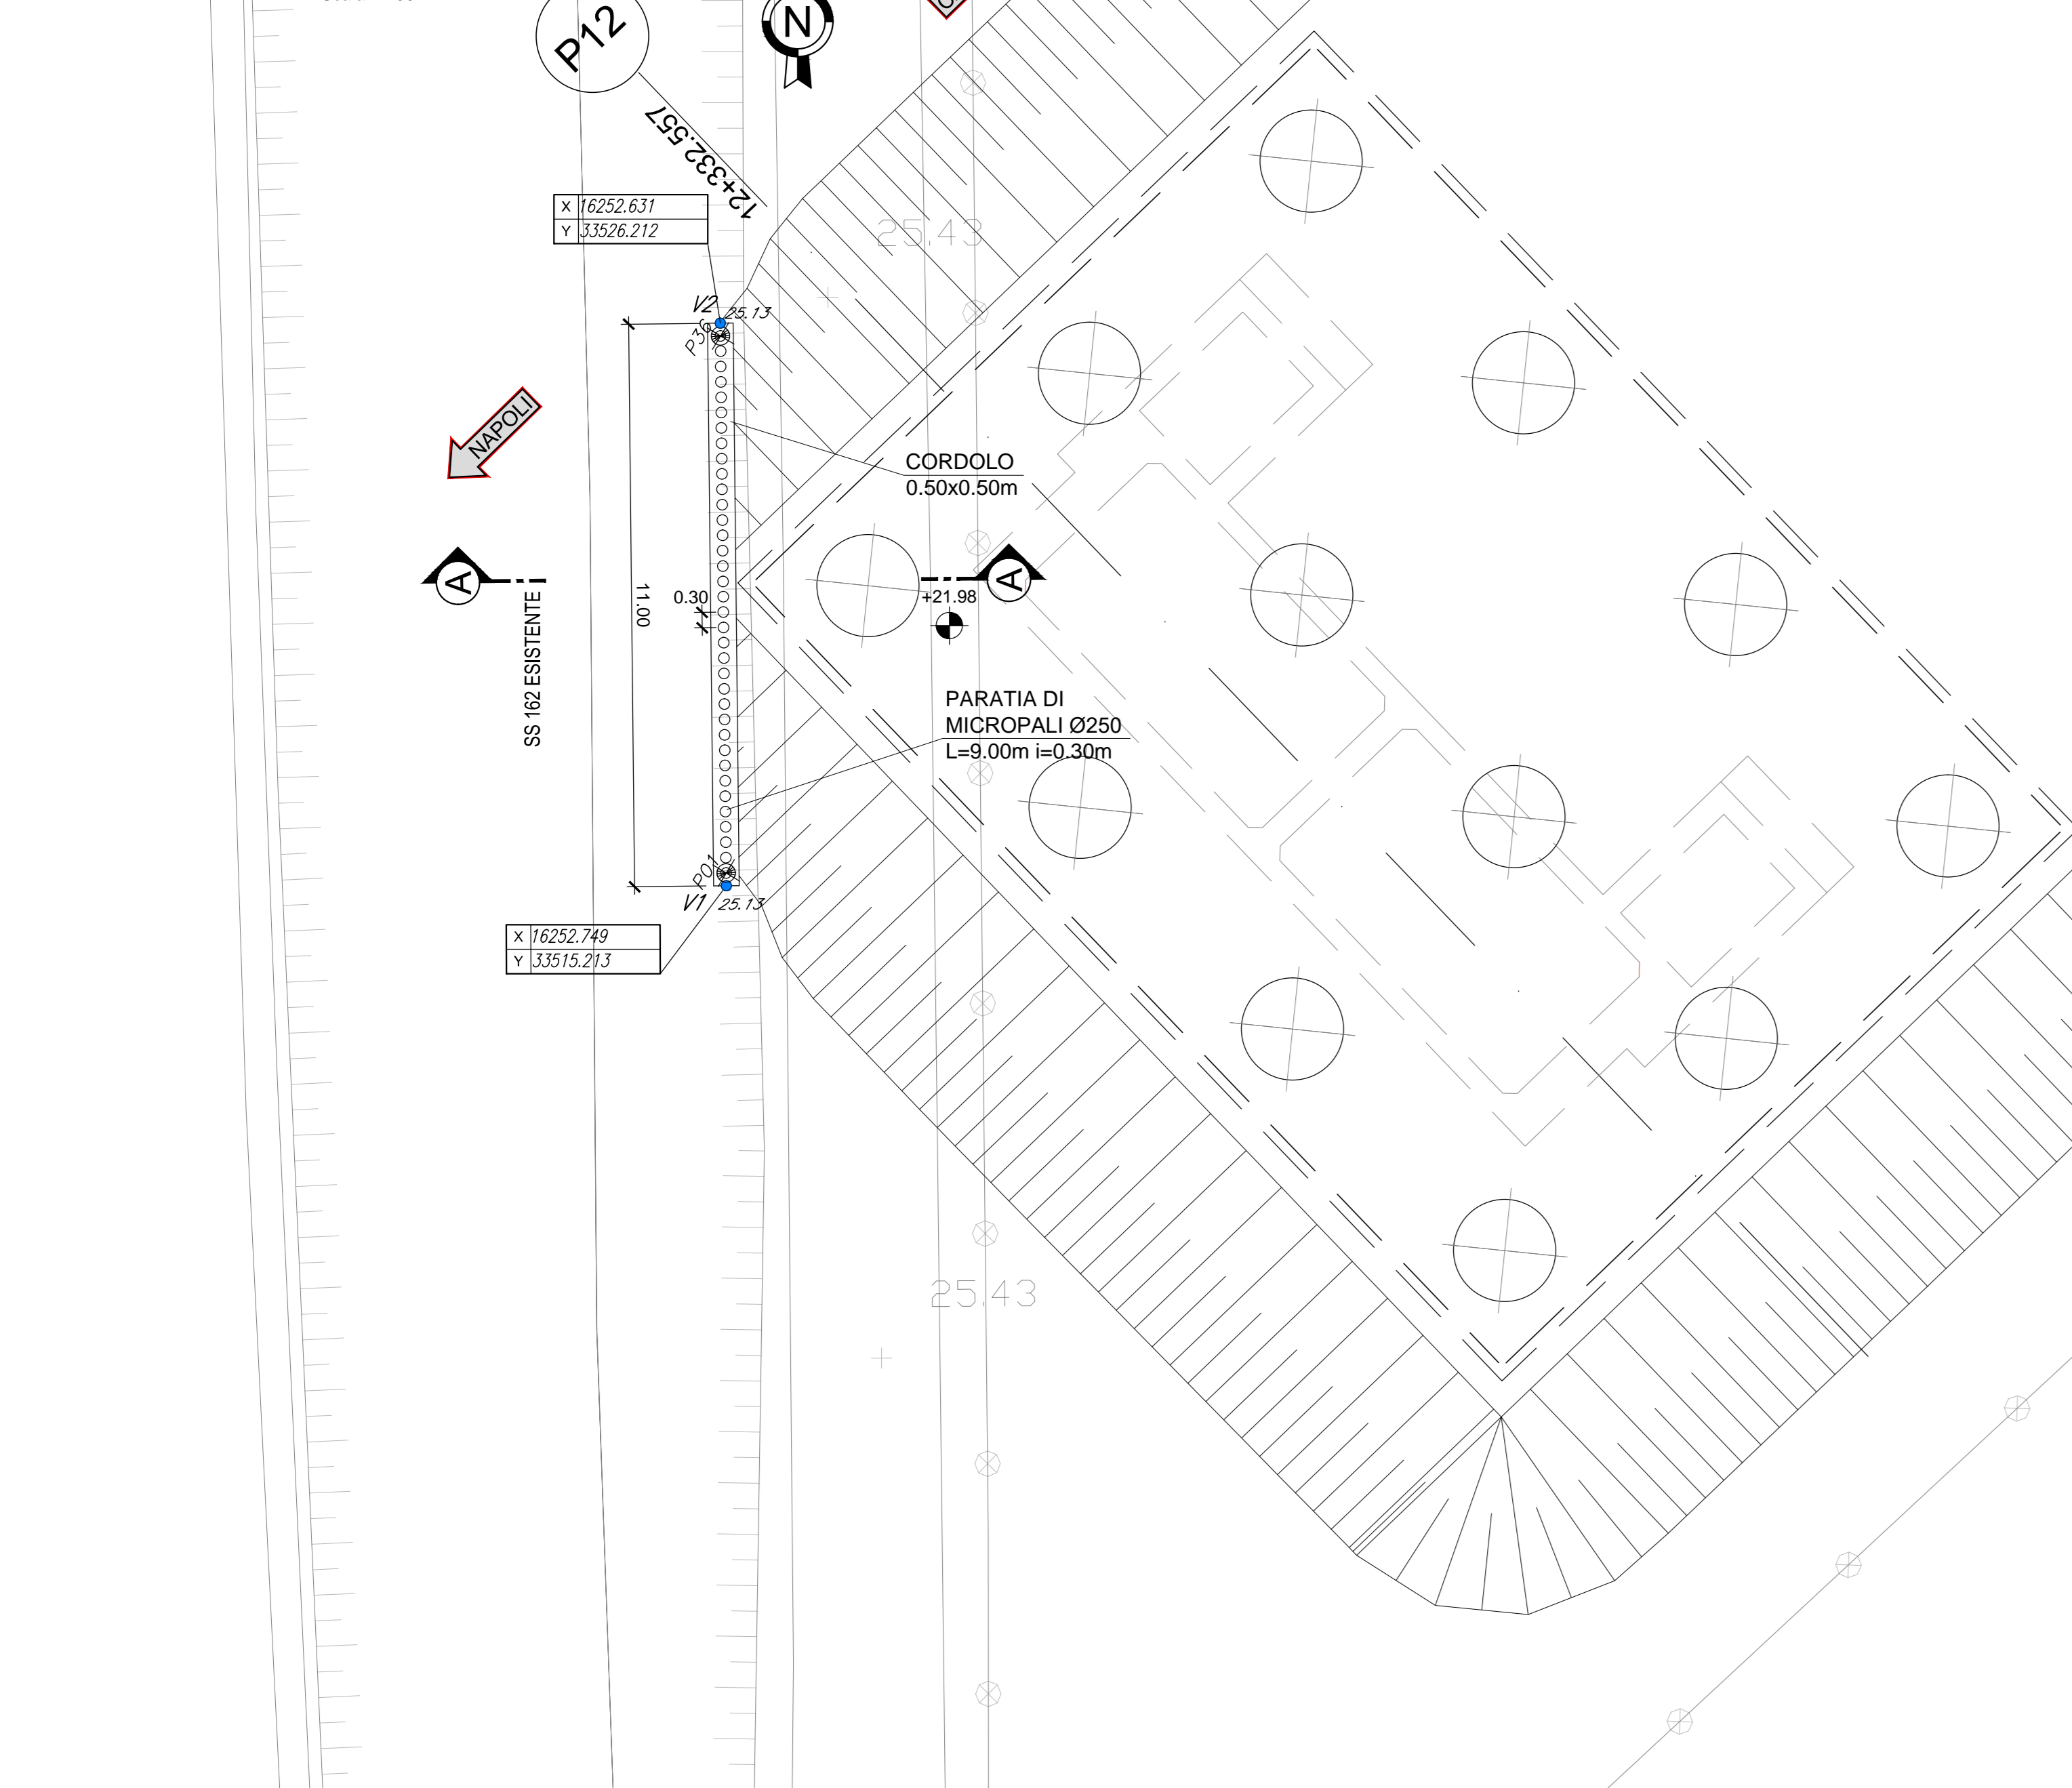 P12
N
12+332.557
X 16252.631
Y 33526.212
25.43
V2
25.13
P36
NAPOLI
CORDOLO
0.50x0.50m
A
A
11.00
0.30
+21.98
SS 162 ESISTENTE
PARATIA DI
MICROPALI Ø250
L=9.00m i=0.30m
P01
V1
25.13
X 16252.749
Y 33515.213
25.43